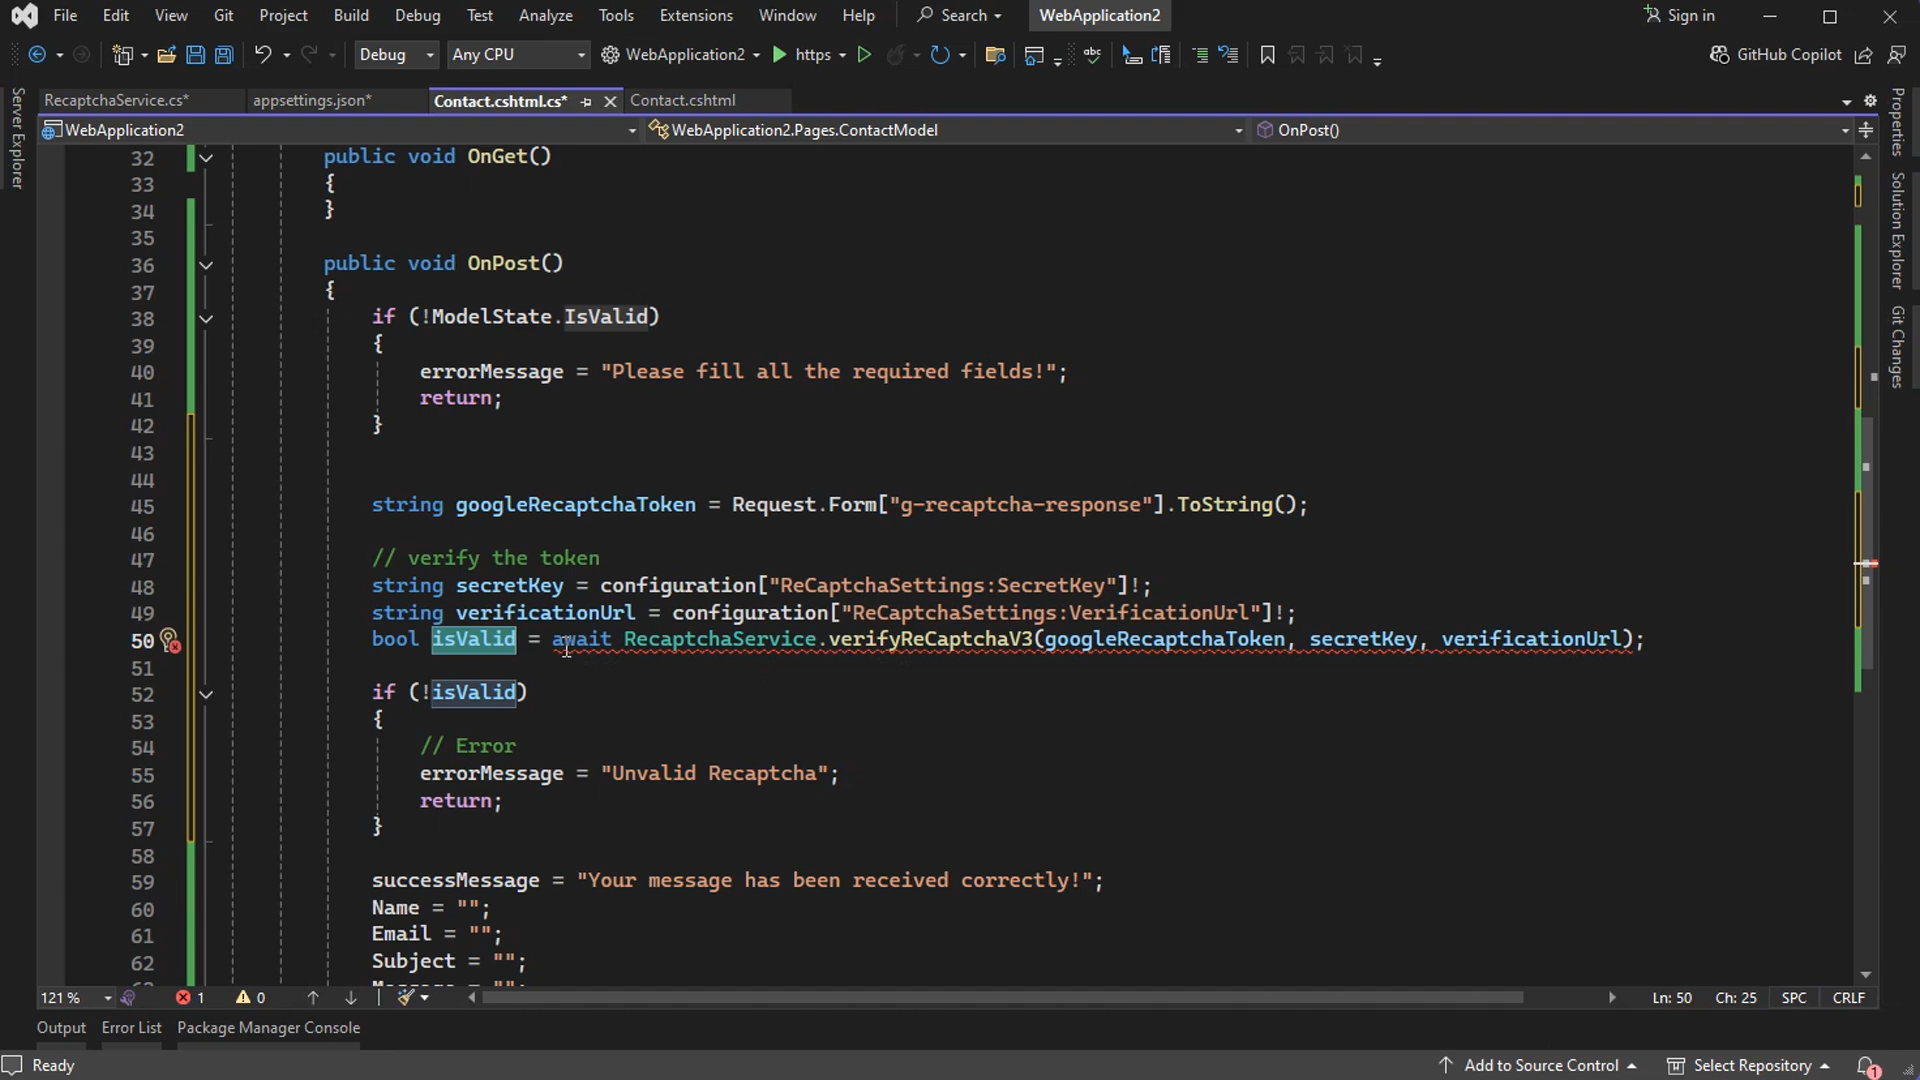 File Edit View Git Project Build Debug Test Analyze Tools Extensions Window Help Search WebApplication2 Sign in
Debug Any CPU WebApplication2 https abc GitHub Copilot
RecaptchaService.cs* appsettings.json* Contact.cshtml.cs* Contact.cshtml
WebApplication2 WebApplication2.Pages.ContactModel OnPost()
Server Explorer
Properties
Solution Explorer
Git Changes
32 public void OnGet()
33 {
34 }
35
36 public void OnPost()
37 {
38 if (!ModelState.IsValid)
39 {
40 errorMessage = "Please fill all the required fields!";
41 return;
42 }
43
44
45 string googleRecaptchaToken = Request.Form["g-recaptcha-response"].ToString();
46
47 // verify the token
48 string secretKey = configuration["ReCaptchaSettings:SecretKey"]!;
49 string verificationUrl = configuration["ReCaptchaSettings:VerificationUrl"]!;
50 bool isValid = await RecaptchaService.verifyReCaptchaV3(googleRecaptchaToken, secretKey, verificationUrl);
51
52 if (!isValid)
53 {
54 // Error
55 errorMessage = "Unvalid Recaptcha";
56 return;
57 }
58
59 successMessage = "Your message has been received correctly!";
60 Name = "";
61 Email = "";
62 Subject = "";
121 % 1 0 Ln: 50 Ch: 25 SPC CRLF
Output Error List Package Manager Console
Ready Add to Source Control Select Repository 1